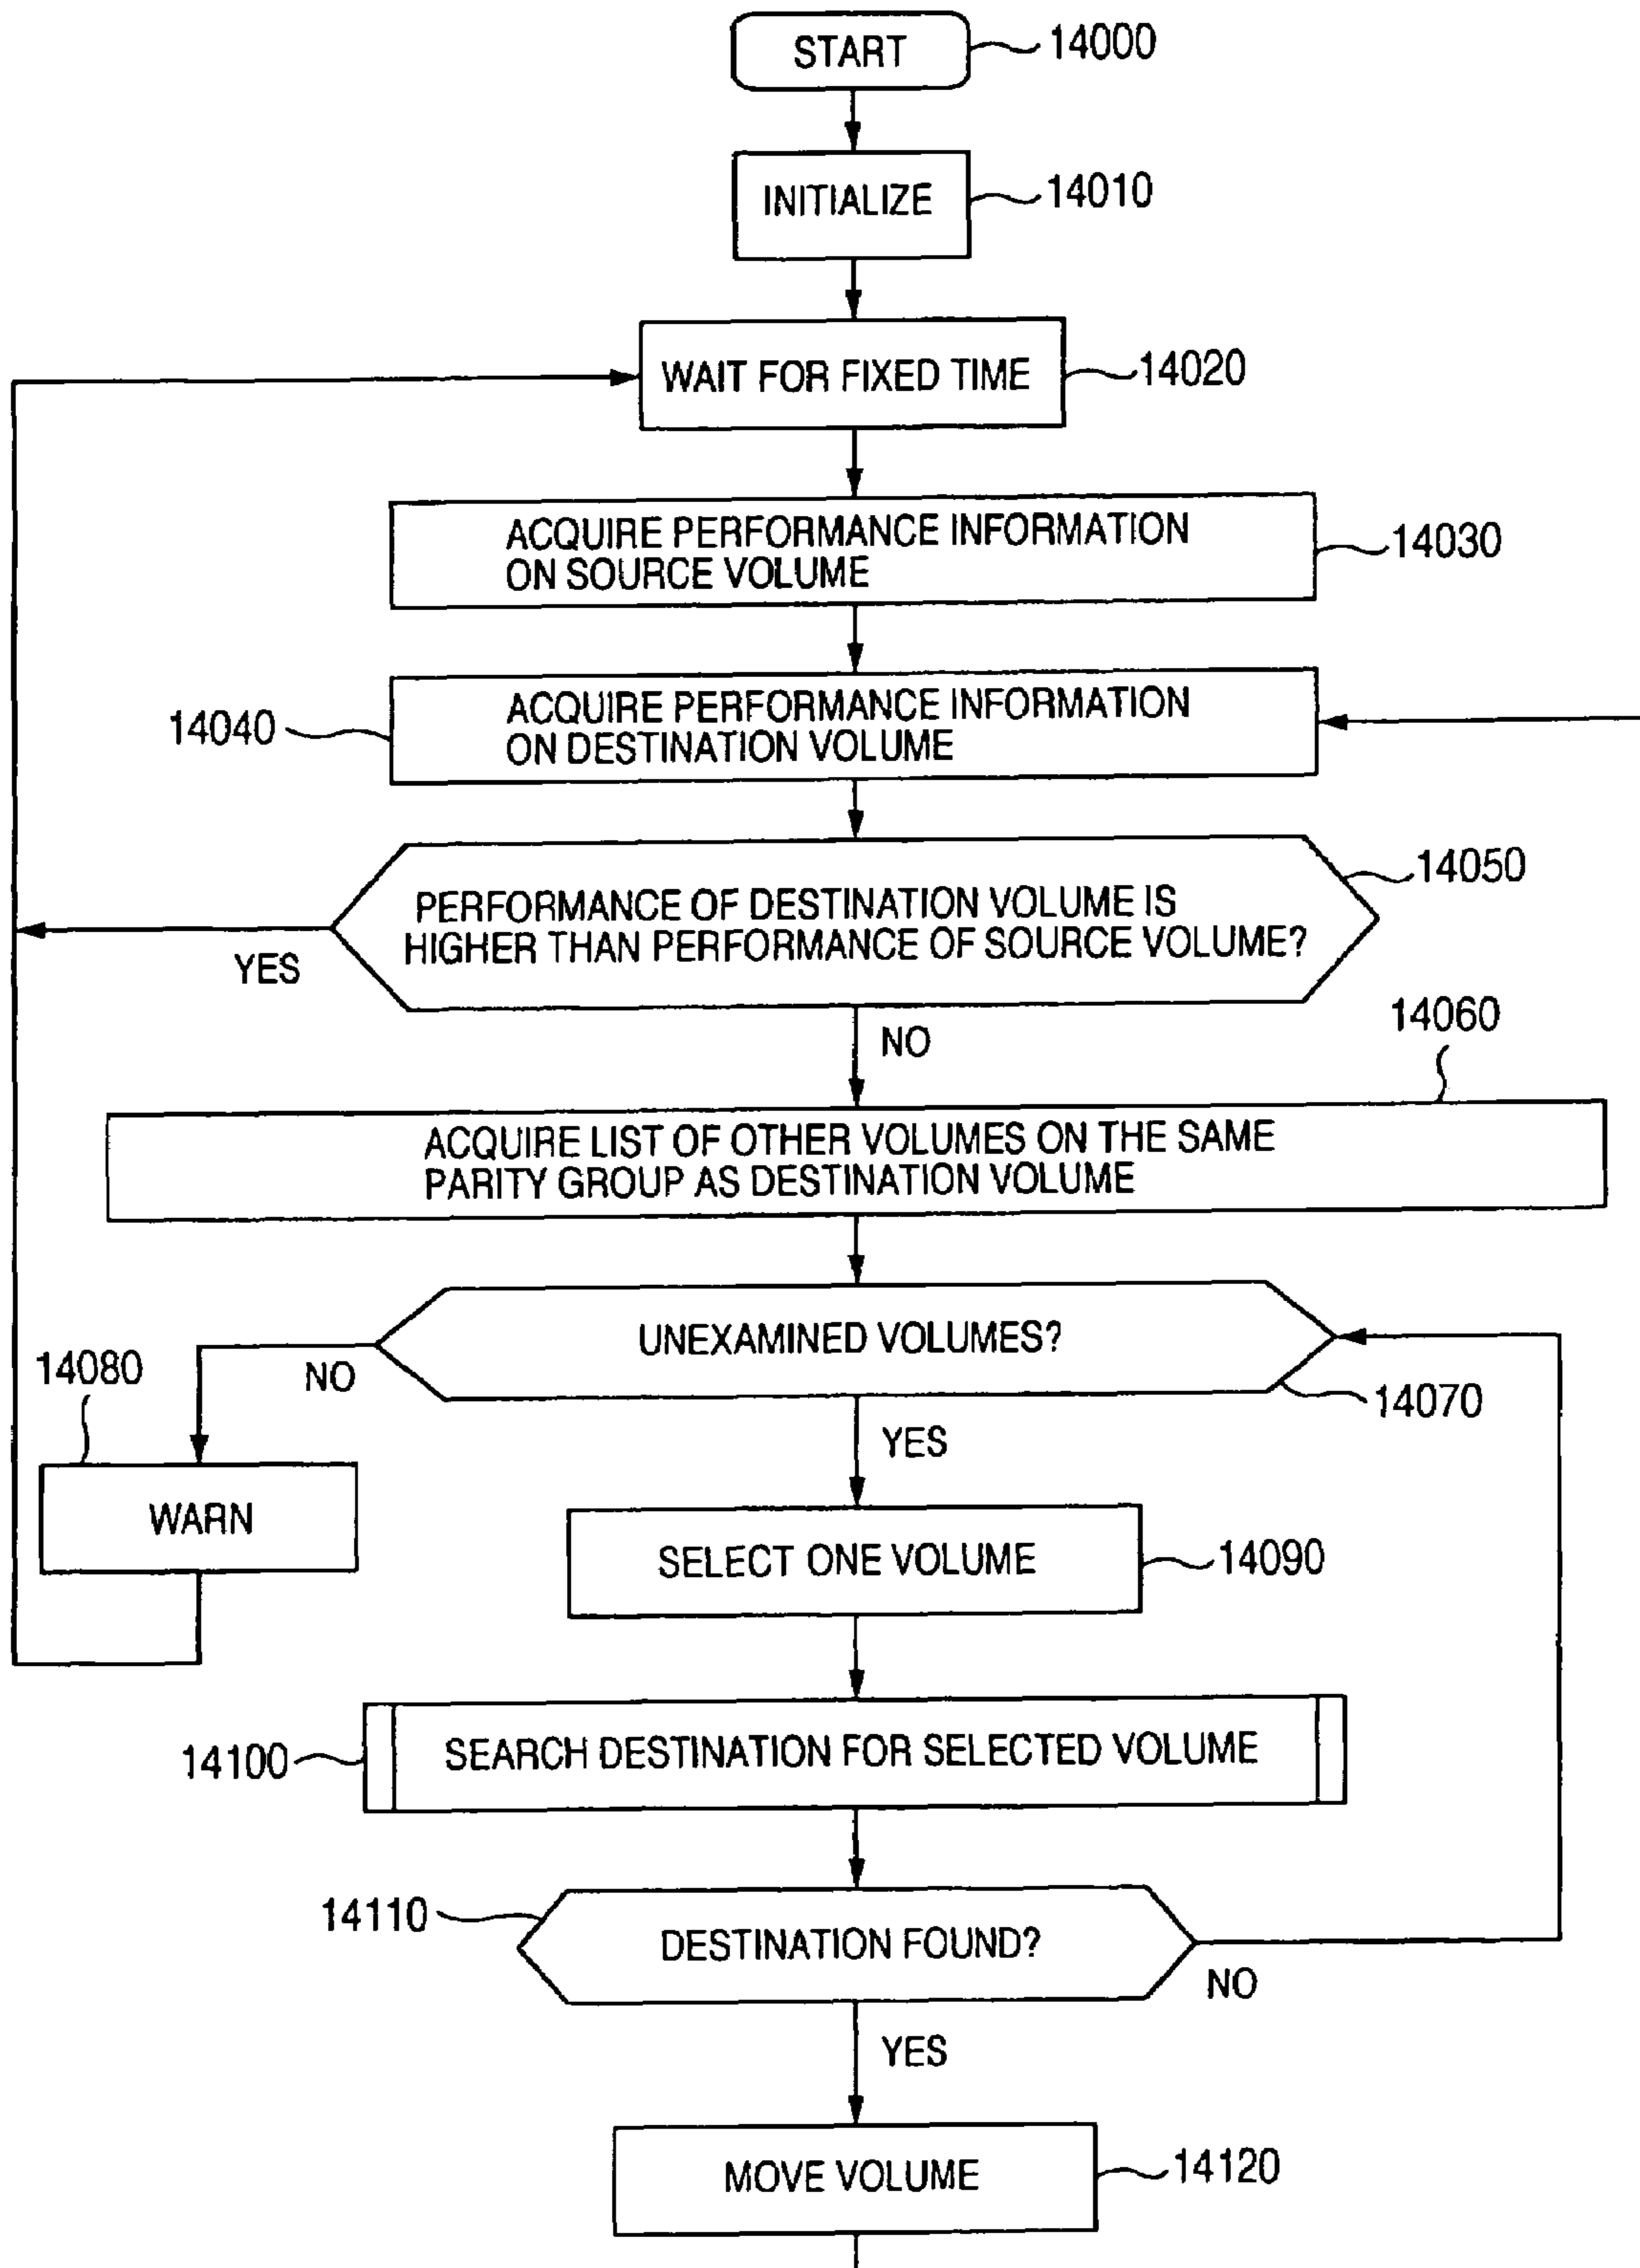 START
14000
INITIALIZE
14010
WAIT FOR FIXED TIME
14020
ACQUIRE PERFORMANCE INFORMATION
ON SOURCE VOLUME
14030
14040
ACQUIRE PERFORMANCE INFORMATION
ON DESTINATION VOLUME
14050
PERFORMANCE OF DESTINATION VOLUME IS
HIGHER THAN PERFORMANCE OF SOURCE VOLUME?
YES
NO
14060
ACQUIRE LIST OF OTHER VOLUMES ON THE SAME
PARITY GROUP AS DESTINATION VOLUME
UNEXAMINED VOLUMES?
14070
NO
14080
YES
WARN
SELECT ONE VOLUME
14090
14100
SEARCH DESTINATION FOR SELECTED VOLUME
14110
DESTINATION FOUND?
NO
YES
MOVE VOLUME
14120